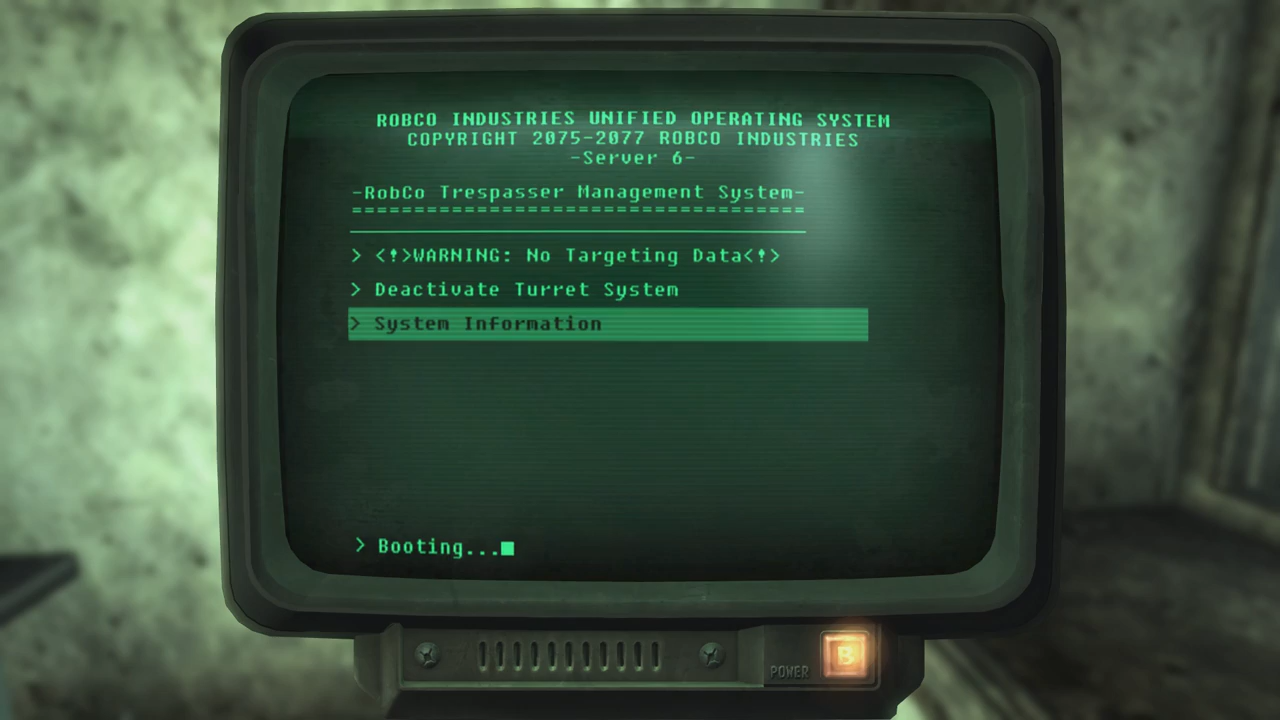 ROBCO INDUSTRIES UNIFIED OPERATING SYSTEM
COPYRIGHT 2075-2077 ROBCO INDUSTRIES
-Server 6-
-RobCo Trespasser Management System-
====================================
> <!>WARNING: No Targeting Data<!>
> Deactivate Turret System
> System Information
> Booting...
POWER
B